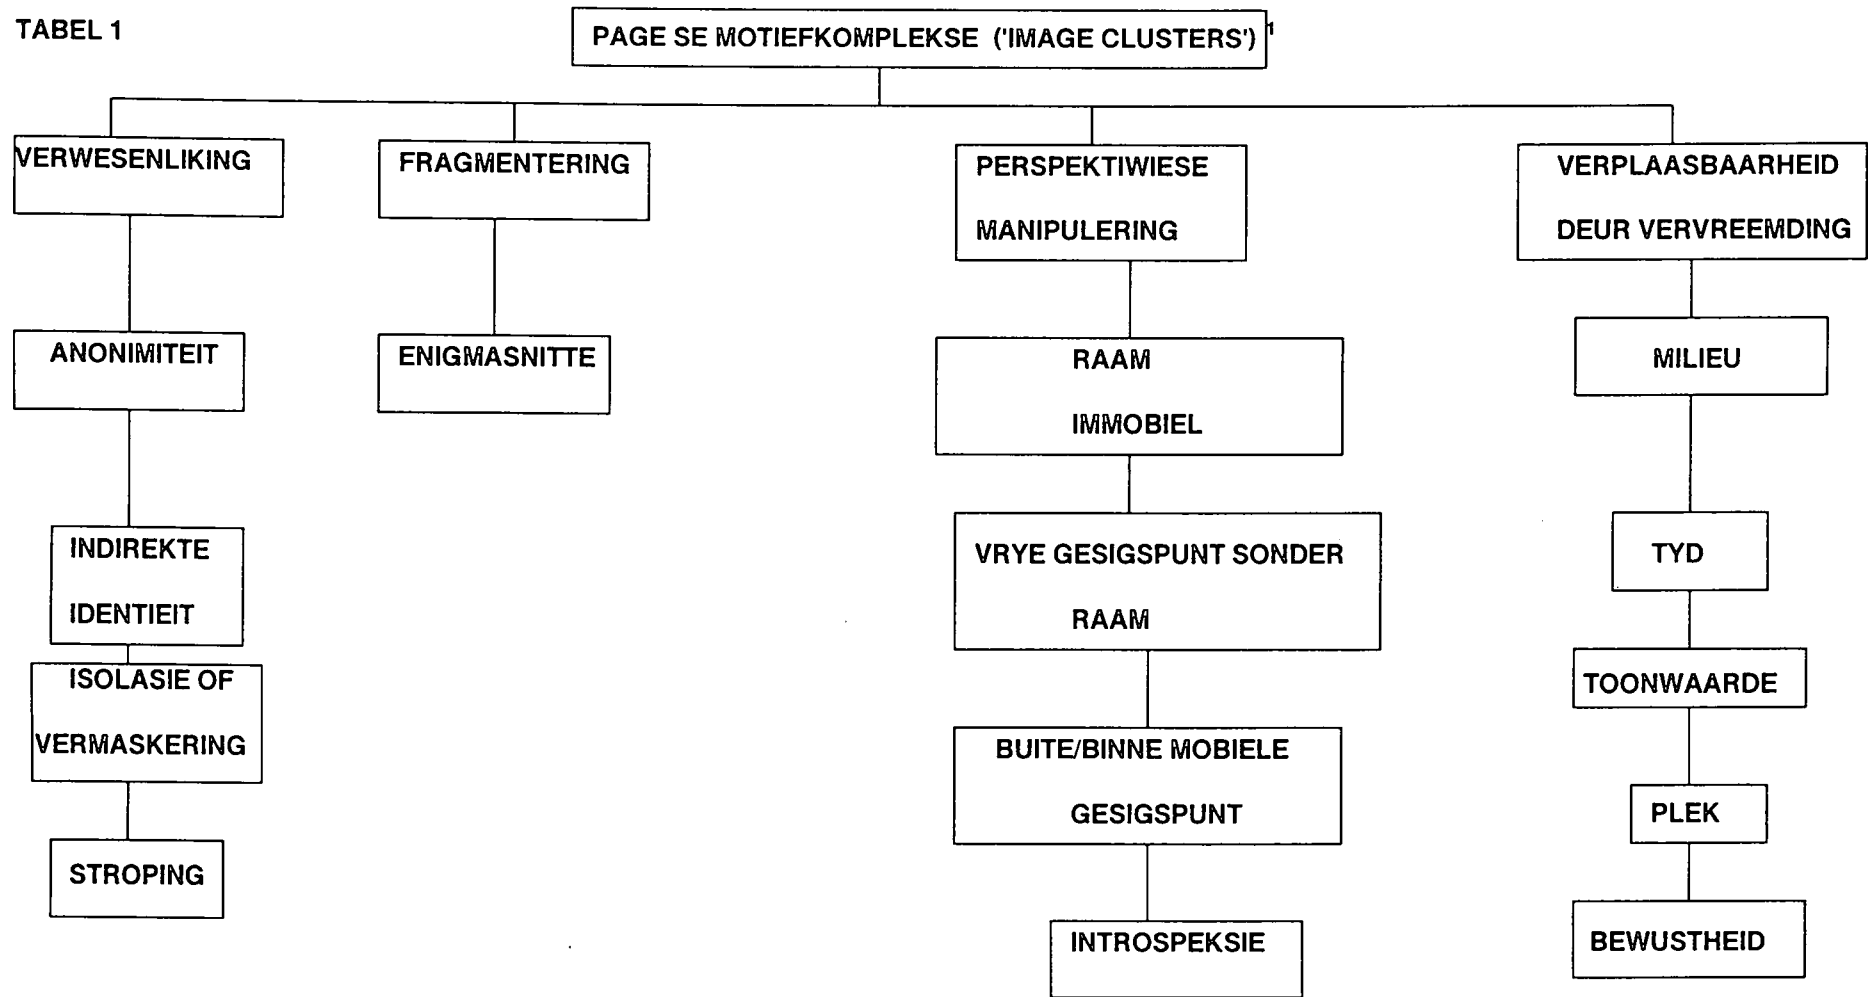 TABEL 1
PAGE SE MOTIEFKOMPLEKSE ('IMAGE CLUSTERS') 1
VERWESENLIKING
ANONIMITEIT
INDIREKTE
IDENTIEIT
ISOLASIE OF
VERMASKERING
STROPING
FRAGMENTERING
ENIGMASNITTE
PERSPEKTIWIESE
MANIPULERING
RAAM
IMMOBIEL
VRYE GESIGSPUNT SONDER
RAAM
BUITE/BINNE MOBIELE
GESIGSPUNT
INTROSPEKSIE
VERPLAASBAARHEID
DEUR VERVREEMDING
MILIEU
TYD
TOONWAARDE
PLEK
BEWUSTHEID